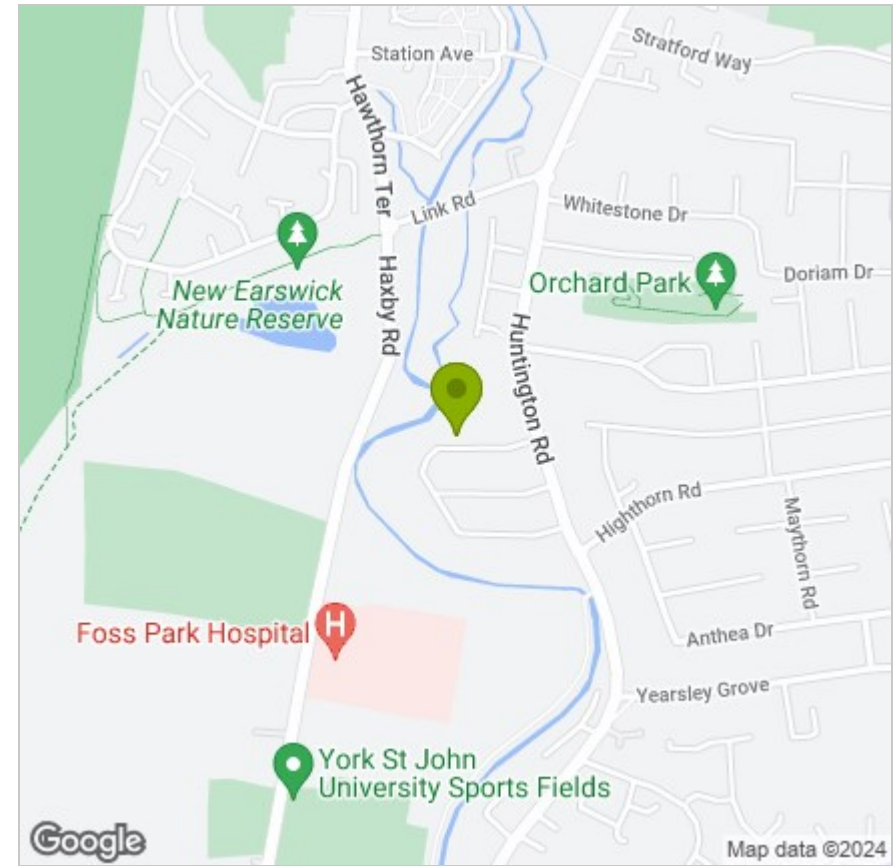 Stratford Way
Station Ave
Hawthorn Ter
Link Rd
Whitestone Dr
New Earswick
Nature Reserve
Haxby Rd
Orchard Park
Doriam Dr
Huntington Rd
Highthorn Rd
Maythorn Rd
Foss Park Hospital
H
Anthea Dr
Yearsley Grove
York St John
University Sports Fields
Google
Map data ©2024